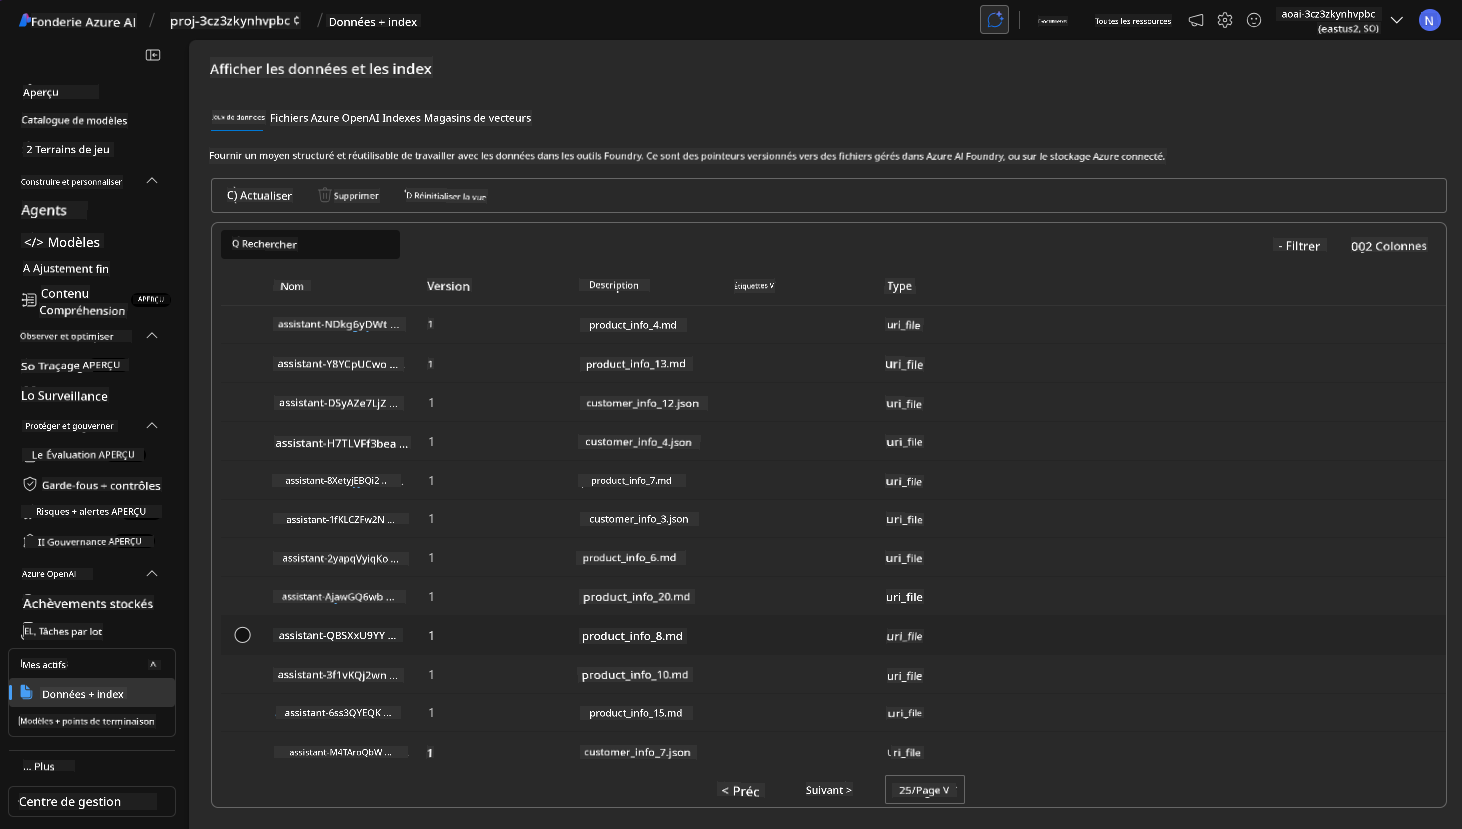 Fonderie Azure AI / proj-3cz3zkynhvpbc ¢ / Données + index
Toutes les ressources
aoai-3cz3zkynhvpbc
(eastus2, SO)
N
Aperçu
Catalogue de modèles
2 Terrains de jeu
Construire et personnaliser
Agents
</> Modèles
A Ajustement fin
Contenu
Compréhension
APERÇU
Observer et optimiser
So Traçage APERÇU
Lo Surveillance
Protéger et gouverner
Le Évaluation APERÇU
Garde-fous + contrôles
Risques + alertes APERÇU
II Gouvernance APERÇU
Azure OpenAI
Achèvements stockés
EL, Tâches par lot
Mes actifs
Données + index
Modèles + points de terminaison
... Plus
Centre de gestion
Afficher les données et les index
Jeux de données Fichiers Azure OpenAI Indexes Magasins de vecteurs
Fournir un moyen structuré et réutilisable de travailler avec les données dans les outils Foundry. Ce sont des pointeurs versionnés vers des fichiers gérés dans Azure AI Foundry, ou sur le stockage Azure connecté.
C) Actualiser Supprimer Réinitialiser la vue
Q Rechercher
- Filtrer 002 Colonnes
Nom Version Description Étiquettes V Type
assistant-NDkg6yDWt ... 1 product_info_4.md uri_file
assistant-Y8YCpUCwo ... 1 product_info_13.md uri_file
assistant-DSyAZe7LjZ ... 1 customer_info_12.json uri_file
assistant-H7TLVFf3bea ... 1 customer_info_4.json uri_file
assistant-8XetyjEBQi2 .. 1 product_info_7.md uri_file
assistant-1fKLCZFw2N ... 1 customer_info_3.json uri_file
assistant-2yapqVyiqKo ... 1 product_info_6.md uri_file
assistant-AjawGQ6wb ... 1 product_info_20.md uri_file
assistant-QBSXxU9YY ... 1 product_info_8.md uri_file
assistant-3f1vKQj2wn ... 1 product_info_10.md uri_file
assistant-6ss3QYEQK ... 1 product_info_15.md uri_file
assistant-M4TAroQbW ... 1 customer_info_7.json uri_file
< Préc Suivant > 25/Page V